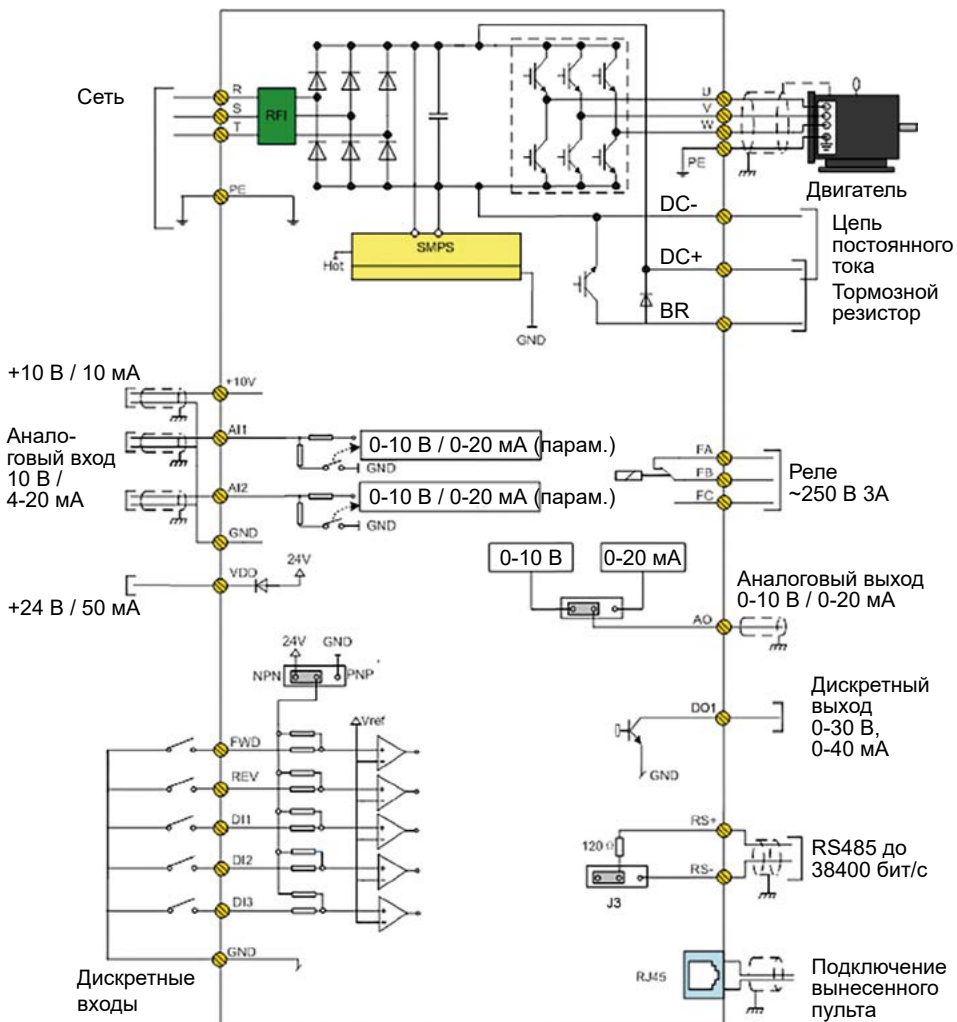 Сеть
R
S
T
RFI
PE
SMPS
Hot
GND
U
V
W
PE
Двигатель
DC-
DC+
BR
Цепь
постоянного
тока
Тормозной
резистор
+10 В / 10 мА
+10V
Анало-
говый вход
10 В /
4-20 мА
AI1
0-10 В / 0-20 мА (парам.)
GND
AI2
0-10 В / 0-20 мА (парам.)
GND
GND
VDD
24V
+24 В / 50 мА
FA
FB
FC
Реле
~250 В 3А
0-10 В
0-20 мА
AO
Аналоговый выход
0-10 В / 0-20 мА
24V
GND
NPN
PNP
Vref
FWD
REV
DI1
DI2
DI3
GND
Дискретные
входы
DO1
GND
Дискретный
выход
0-30 В,
0-40 мА
RS+
120 Ω
RS-
J3
RS485 до
38400 бит/с
RJ45
Подключение
вынесенного
пульта